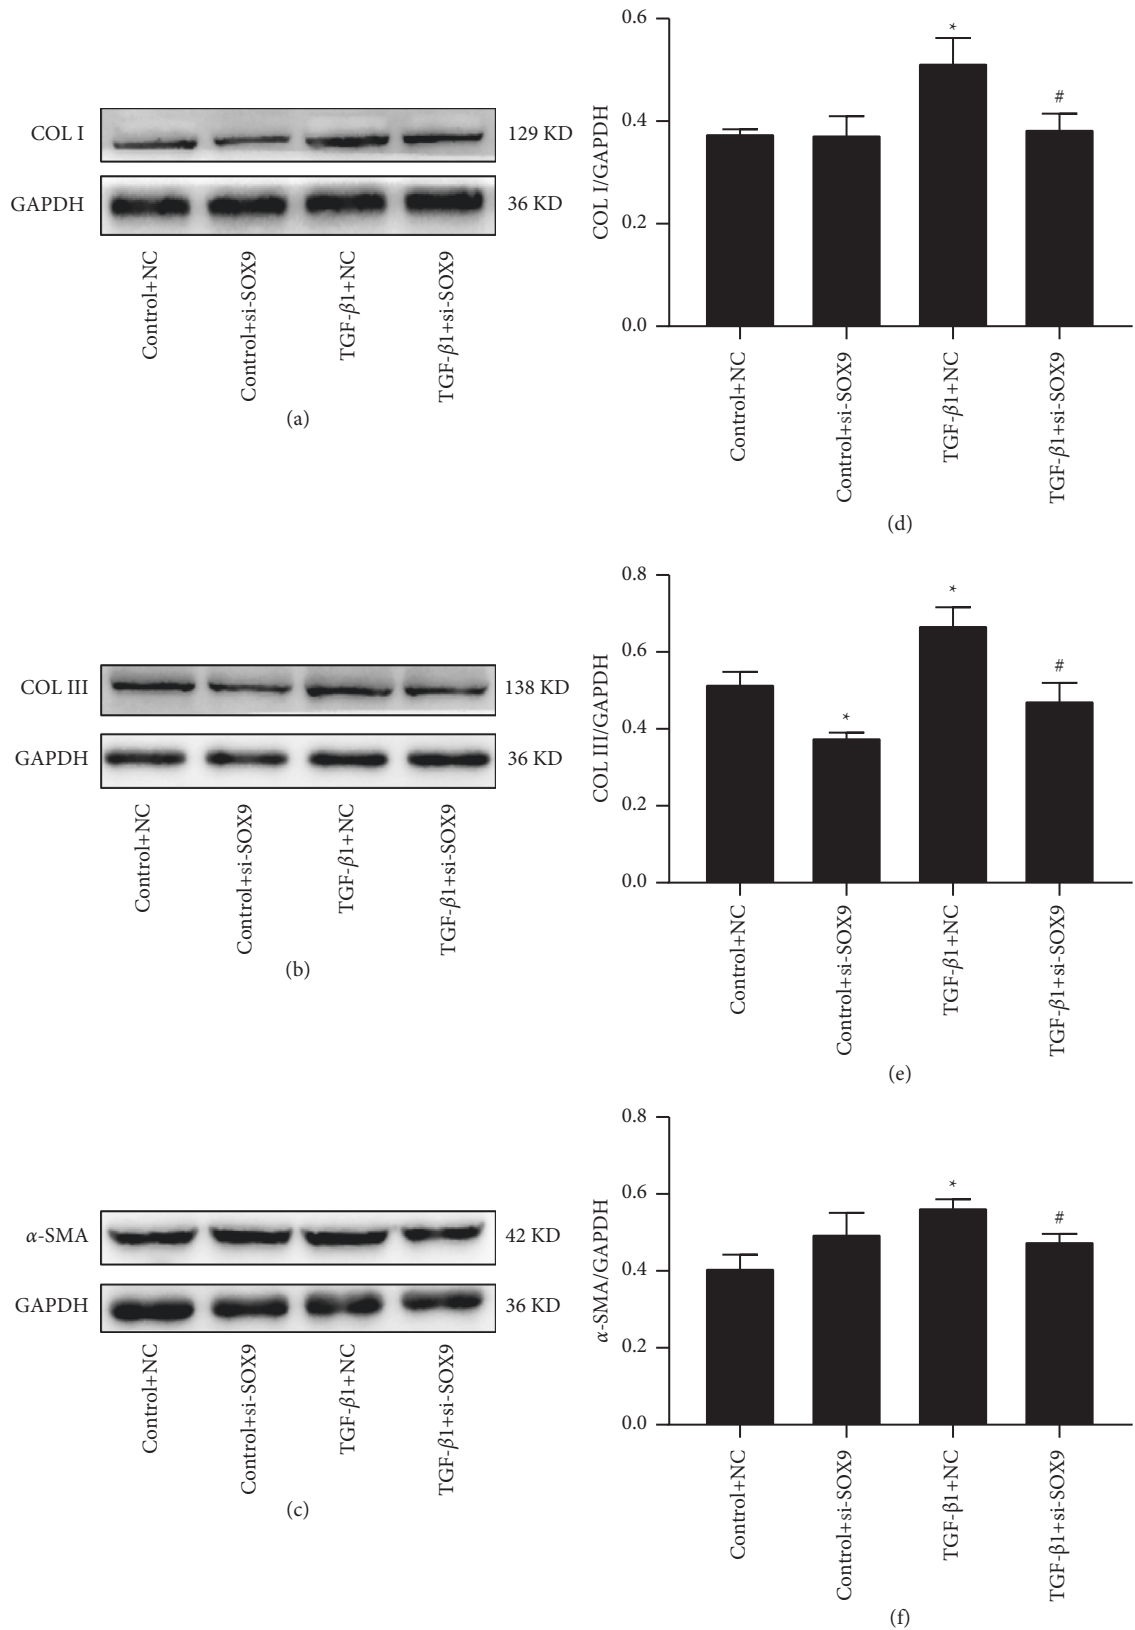 COL I
129 KD
GAPDH
36 KD
Control+NC
Control+si-SOX9
TGF-β1+NC
TGF-β1+si-SOX9
(a)
0.6
0.4
0.2
0.0
COL I/GAPDH
*
#
Control+NC
Control+si-SOX9
TGF-β1+NC
TGF-β1+si-SOX9
(d)
COL III
138 KD
GAPDH
36 KD
Control+NC
Control+si-SOX9
TGF-β1+NC
TGF-β1+si-SOX9
(b)
0.8
0.6
0.4
0.2
0.0
COL III/GAPDH
*
*
#
Control+NC
Control+si-SOX9
TGF-β1+NC
TGF-β1+si-SOX9
(e)
α-SMA
42 KD
GAPDH
36 KD
Control+NC
Control+si-SOX9
TGF-β1+NC
TGF-β1+si-SOX9
(c)
0.8
0.6
0.4
0.2
0.0
α-SMA/GAPDH
*
#
Control+NC
Control+si-SOX9
TGF-β1+NC
TGF-β1+si-SOX9
(f)